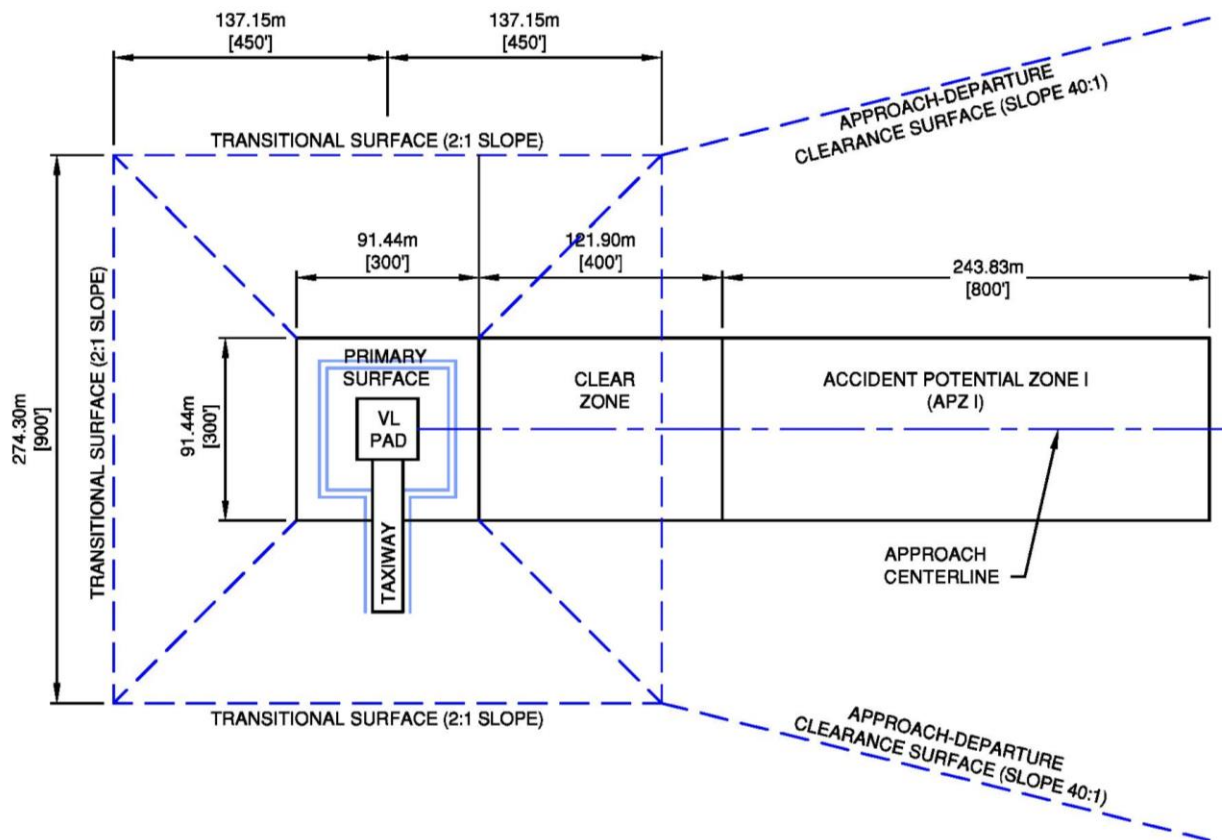 137.15m
[450']
137.15m
[450']
APPROACH-DEPARTURE
CLEARANCE SURFACE (SLOPE 40:1)
TRANSITIONAL SURFACE (2:1 SLOPE)
91.44m
[300']
121.90m
[400']
243.83m
[800']
274.30m
[900']
TRANSITIONAL SURFACE (2:1 SLOPE)
91.44m
[300']
PRIMARY
SURFACE
VL
PAD
TAXIWAY
CLEAR
ZONE
ACCIDENT POTENTIAL ZONE I
(APZ I)
APPROACH
CENTERLINE
TRANSITIONAL SURFACE (2:1 SLOPE)
APPROACH-DEPARTURE
CLEARANCE SURFACE (SLOPE 40:1)